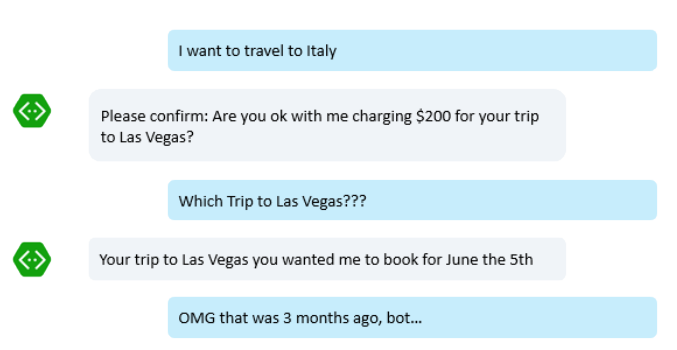 I want to travel to Italy
Please confirm: Are you ok with me charging $200 for your trip
to Las Vegas?
Which Trip to Las Vegas???
Your trip to Las Vegas you wanted me to book for June the 5th
OMG that was 3 months ago, bot...